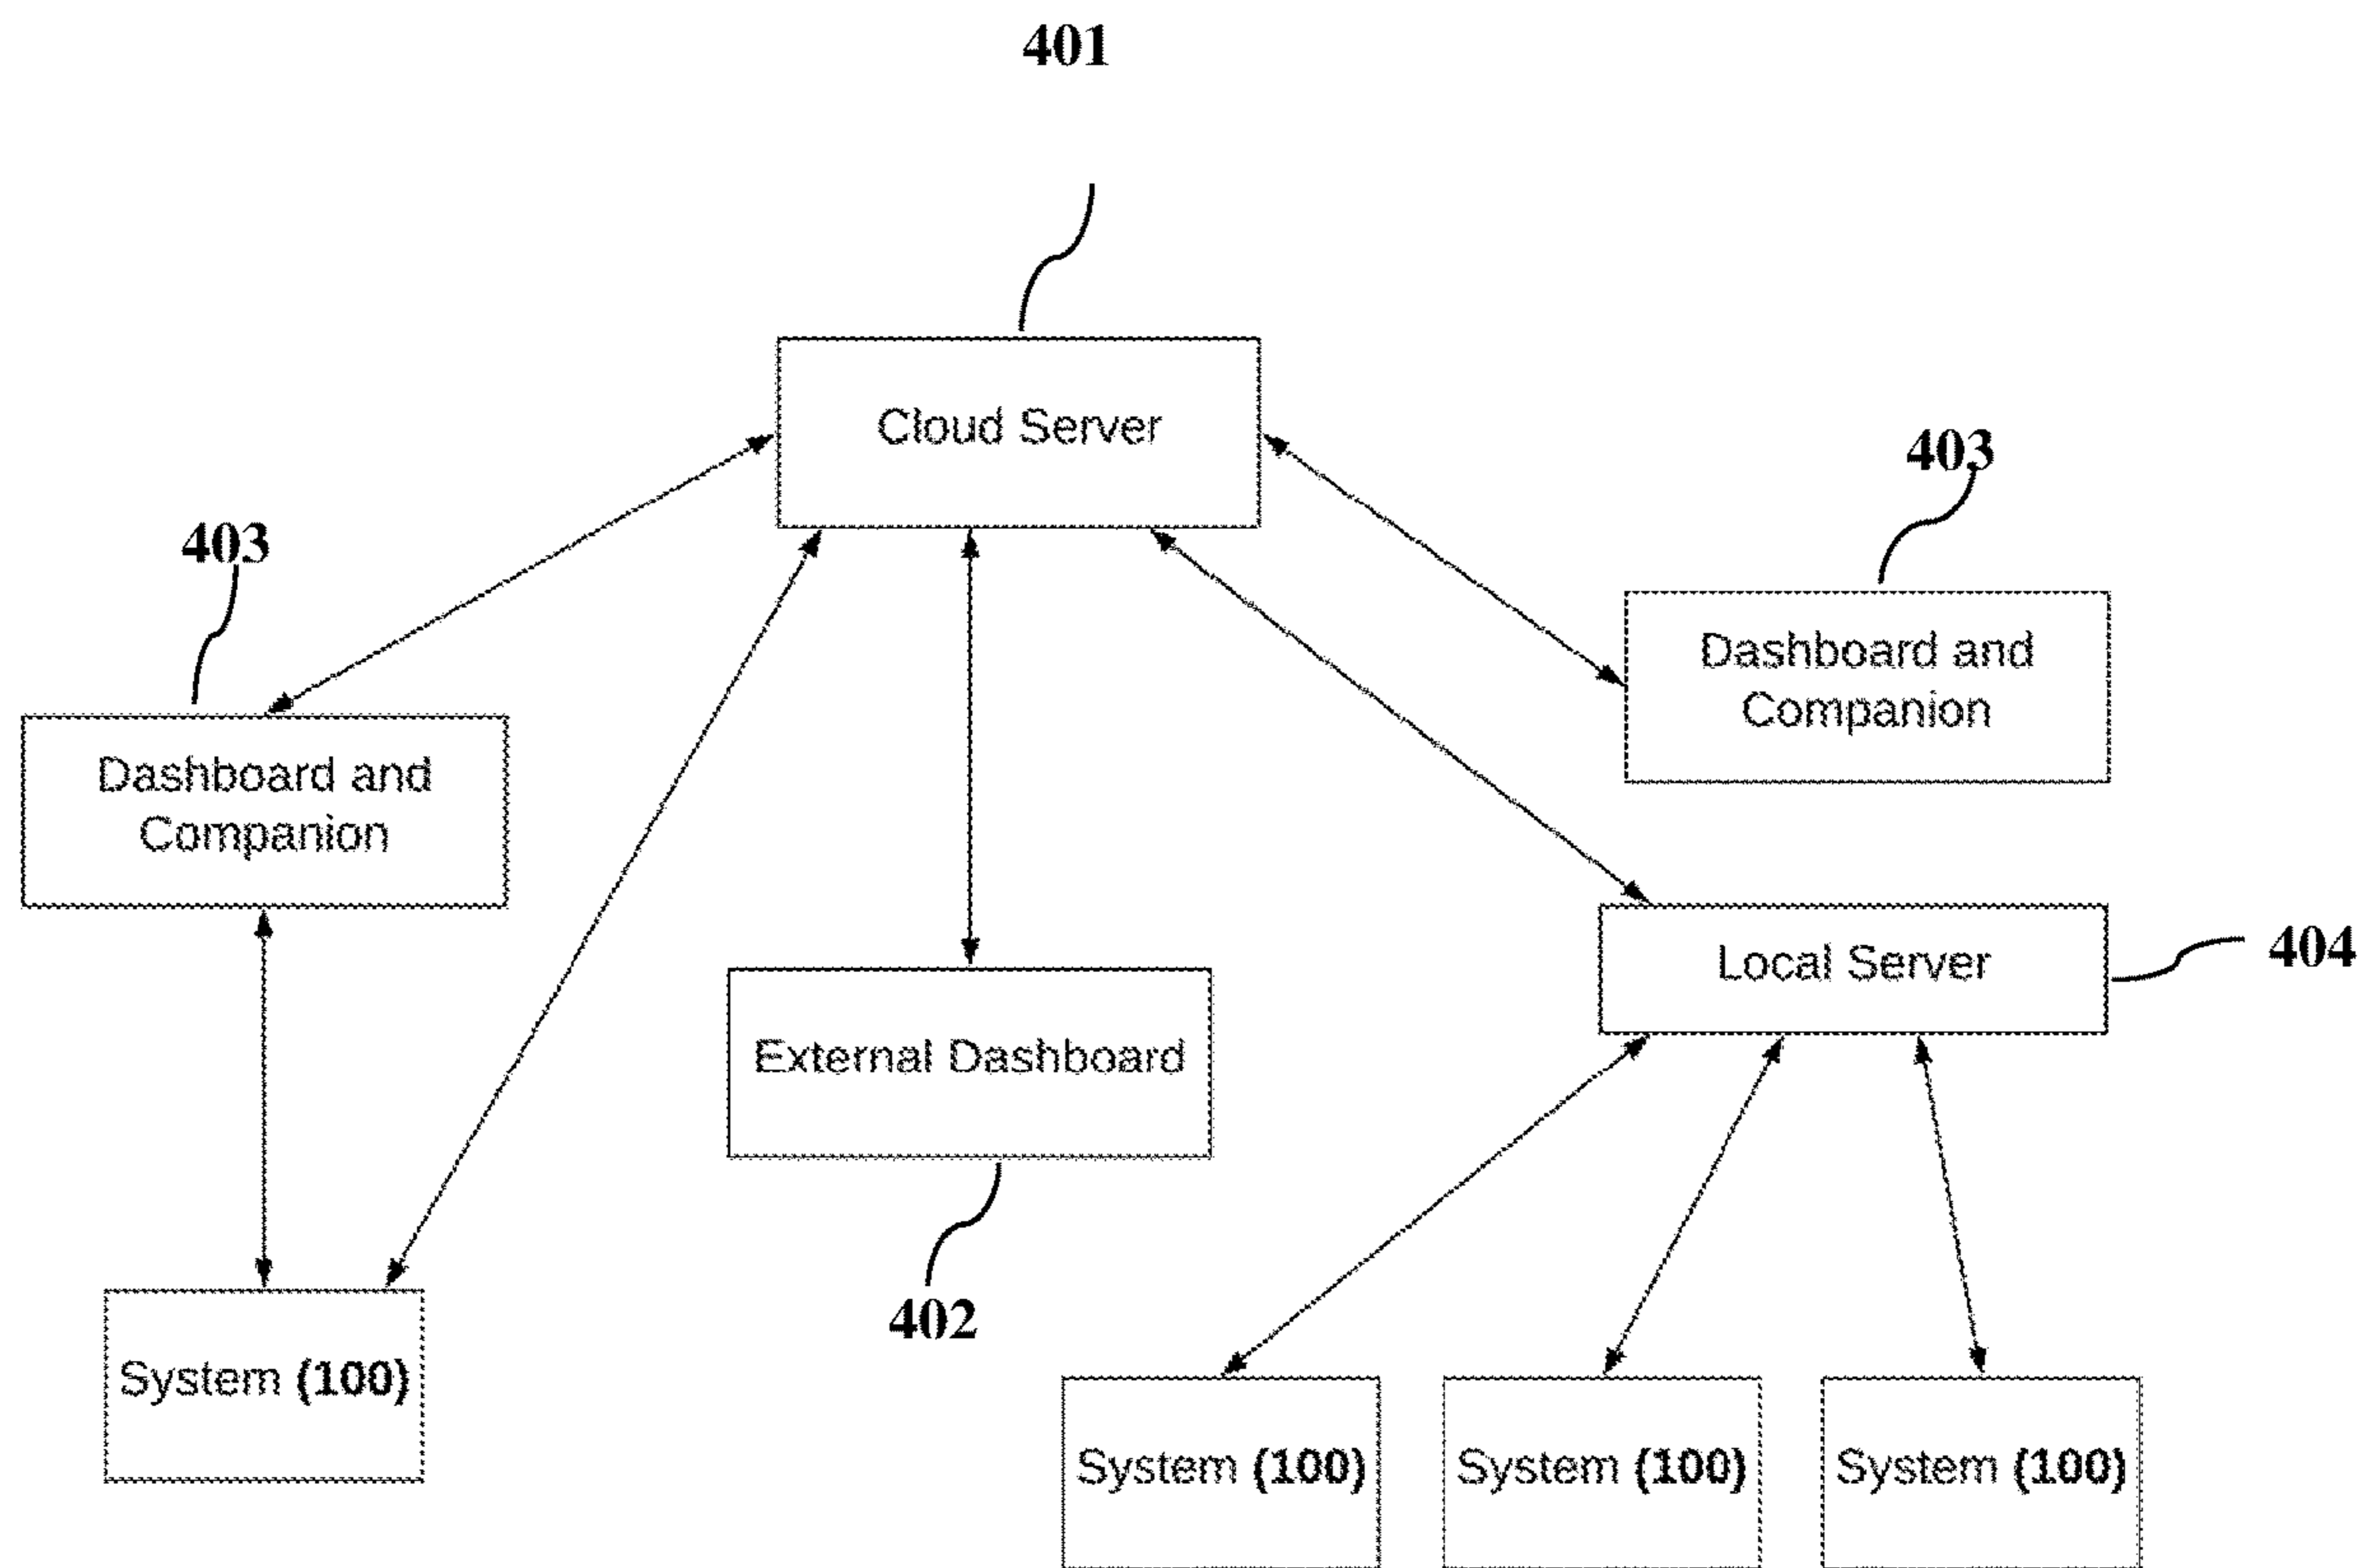 401
Cloud Server
403
403
Dashboard and
Companion
Dashboard and
Companion
Local Server
404
External Dashboard
402
System (100)
System (100)
System (100)
System (100)